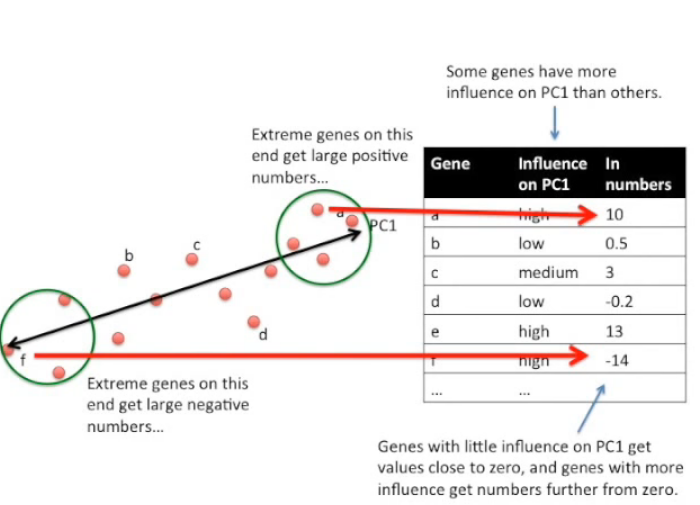 Some genes have more
influence on PC1 than others.
Extreme genes on this
end get large positive
numbers...
Gene Influence on PC1 In numbers
a high 10
b low 0.5
c medium 3
d low -0.2
e high 13
f high -14
... ...
a
PC1
b
c
d
f
Extreme genes on this
end get large negative
numbers...
Genes with little influence on PC1 get
values close to zero, and genes with more
influence get numbers further from zero.